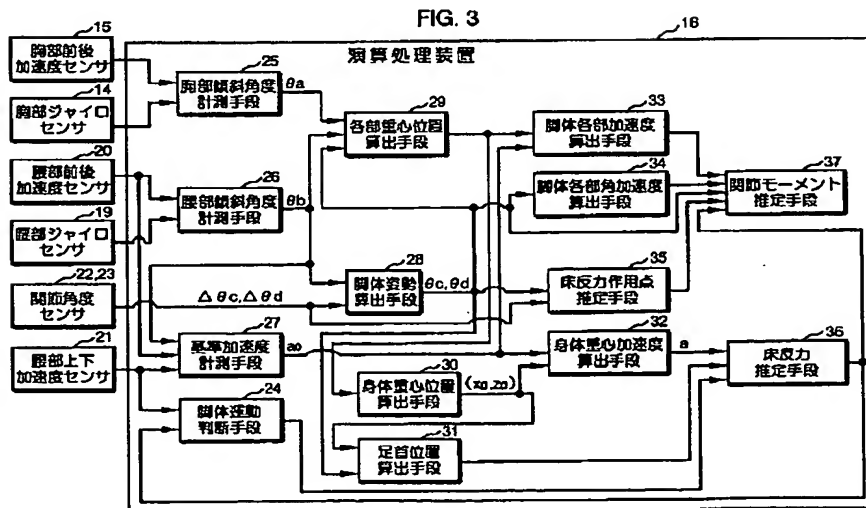 FIG. 3
16
演算処理装置
15
胸部前後
加速度センサ
14
胸部ジャイロ
センサ
20
腰部前後
加速度センサ
19
腰部ジャイロ
センサ
22,23
関節角度
センサ
21
腰部上下
加速度センサ
25
胸部傾斜角度
計測手段
θa
26
腰部傾斜角度
計測手段
θb
△θc,△θd
27
基準加速度
計測手段
a₀
24
脚体運動
判断手段
29
各部重心位置
算出手段
28
脚体姿勢
算出手段
θc,θd
30
身体重心位置
算出手段
(x₀,z₀)
31
足首位置
算出手段
33
脚体各部加速度
算出手段
34
脚体各部角加速度
算出手段
35
床反力作用点
推定手段
32
身体重心加速度
算出手段
a
37
関節モーメント
推定手段
36
床反力
推定手段